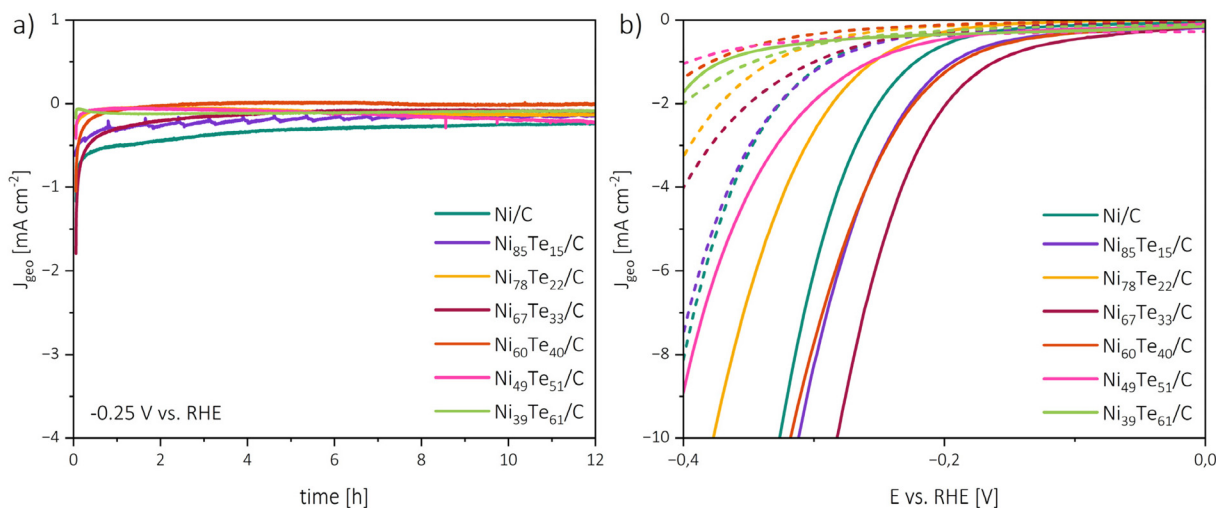 a)
1
0
−1
−2
−3
−4
J_geo [mA cm⁻²]
Ni/C
Ni₈₅Te₁₅/C
Ni₇₈Te₂₂/C
Ni₆₇Te₃₃/C
Ni₆₀Te₄₀/C
Ni₄₉Te₅₁/C
Ni₃₉Te₆₁/C
-0.25 V vs. RHE
0 2 4 6 8 10 12
time [h]
b)
0
−2
−4
−6
−8
−10
J_geo [mA cm⁻²]
Ni/C
Ni₈₅Te₁₅/C
Ni₇₈Te₂₂/C
Ni₆₇Te₃₃/C
Ni₆₀Te₄₀/C
Ni₄₉Te₅₁/C
Ni₃₉Te₆₁/C
−0,4 −0,2 0,0
E vs. RHE [V]